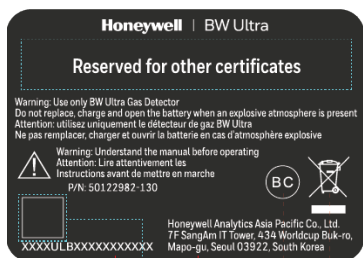 Honeywell | BW Ultra
Reserved for other certificates
Warning: Use only BW Ultra Gas Detector
Do not replace, charge and open the battery when an explosive atmosphere is present
Attention: utilisez uniquement le détecteur de gaz BW Ultra
Ne pas remplacer, charger et ouvrir la batterie en cas d'atmosphère explosive
Warning: Understand the manual before operating
Attention: Lire attentivement les
Instructions avant de mettre en marche
P/N: 50122982-130
BC
XXXXULBXXXXXXXXXXX
Honeywell Analytics Asia Pacific Co., Ltd.
7F SangAm IT Tower, 434 Worldcup Buk-ro,
Mapo-gu, Seoul 03922, South Korea